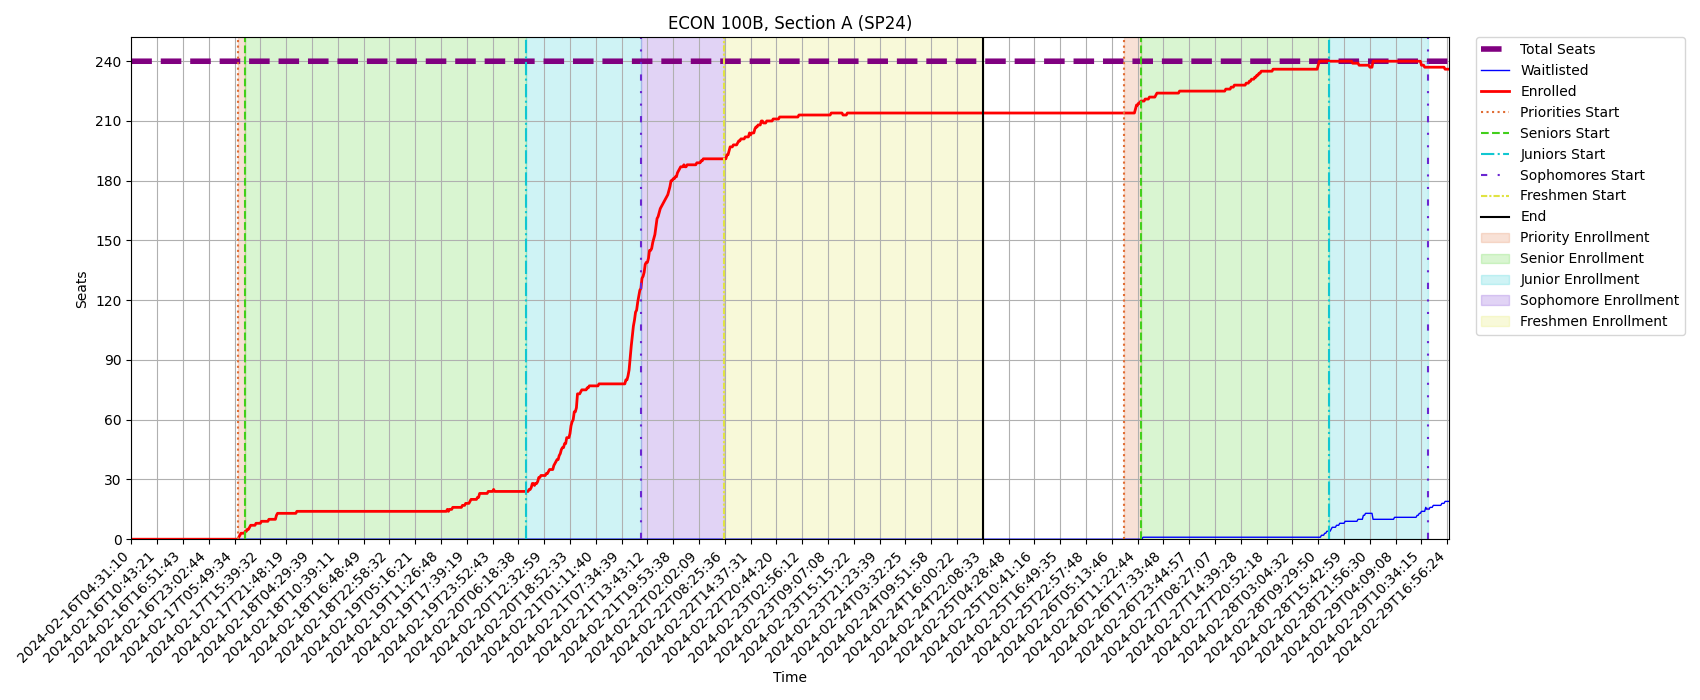 ECON 100B, Section A (SP24)
Seats
240
210
180
150
120
90
60
30
0
2024-02-16T04:31:10
2024-02-16T10:43:21
2024-02-16T16:51:43
2024-02-16T23:02:44
2024-02-17T05:49:34
2024-02-17T15:39:32
2024-02-17T21:48:19
2024-02-18T04:29:39
2024-02-18T10:39:11
2024-02-18T16:48:49
2024-02-18T22:58:32
2024-02-19T05:16:21
2024-02-19T11:26:48
2024-02-19T17:39:19
2024-02-19T23:52:43
2024-02-20T06:18:38
2024-02-20T12:32:59
2024-02-20T18:52:33
2024-02-21T01:11:40
2024-02-21T07:34:39
2024-02-21T13:43:12
2024-02-21T19:53:38
2024-02-22T02:02:09
2024-02-22T08:25:36
2024-02-22T14:37:31
2024-02-22T20:44:20
2024-02-23T02:56:12
2024-02-23T09:07:08
2024-02-23T15:15:22
2024-02-23T21:23:39
2024-02-24T03:32:25
2024-02-24T09:51:58
2024-02-24T16:00:22
2024-02-24T22:08:33
2024-02-25T04:28:48
2024-02-25T10:41:16
2024-02-25T16:49:35
2024-02-25T22:57:48
2024-02-26T05:13:46
2024-02-26T11:22:44
2024-02-26T17:33:48
2024-02-26T23:44:57
2024-02-27T08:27:07
2024-02-27T14:39:28
2024-02-27T20:52:18
2024-02-28T03:04:32
2024-02-28T09:29:50
2024-02-28T15:42:59
2024-02-28T21:56:30
2024-02-29T04:09:08
2024-02-29T10:34:15
2024-02-29T16:56:24
Time
Total Seats
Waitlisted
Enrolled
Priorities Start
Seniors Start
Juniors Start
Sophomores Start
Freshmen Start
End
Priority Enrollment
Senior Enrollment
Junior Enrollment
Sophomore Enrollment
Freshmen Enrollment